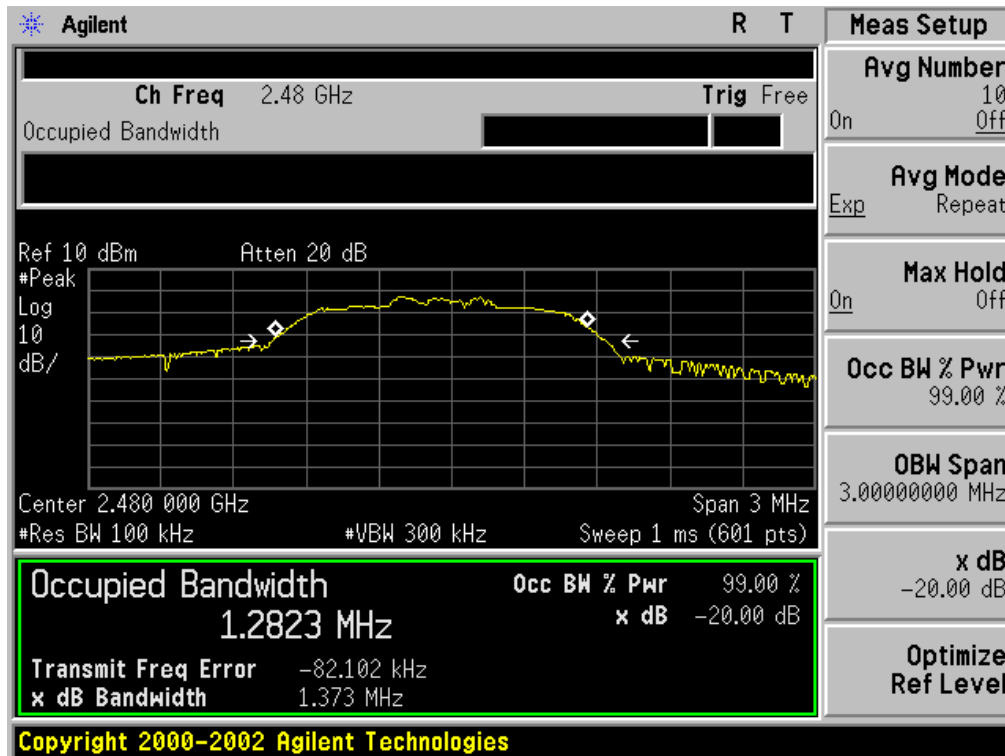 Agilent R T
Ch Freq 2.48 GHz Trig Free
Occupied Bandwidth
Ref 10 dBm Atten 20 dB
#Peak
Log
10
dB/
Center 2.480 000 GHz Span 3 MHz
#Res BW 100 kHz #VBW 300 kHz Sweep 1 ms (601 pts)
Occupied Bandwidth
1.2823 MHz
Occ BW % Pwr 99.00 %
x dB -20.00 dB
Transmit Freq Error -82.102 kHz
x dB Bandwidth 1.373 MHz
Copyright 2000-2002 Agilent Technologies
Meas Setup
Avg Number
10
On Off
Avg Mode
Exp Repeat
Max Hold
On Off
Occ BW % Pwr
99.00 %
OBW Span
3.00000000 MHz
x dB
-20.00 dB
Optimize
Ref Level